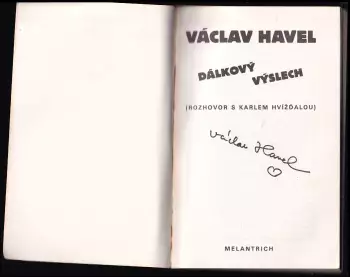 VÁCLAV HAVEL
DÁLKOVÝ
VÝSLECH
(ROZHOVOR S KARLEM HVÍŽĎALOU)
Václav Havel
MELANTRICH